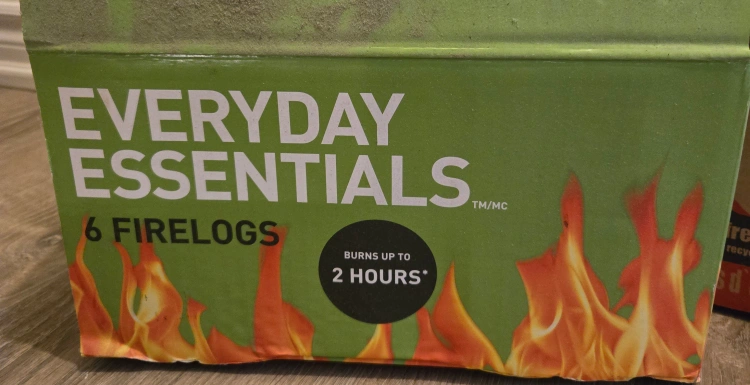 EVERYDAY
ESSENTIALS TM/MC
6 FIRELOGS
BURNS UP TO
2 HOURS*